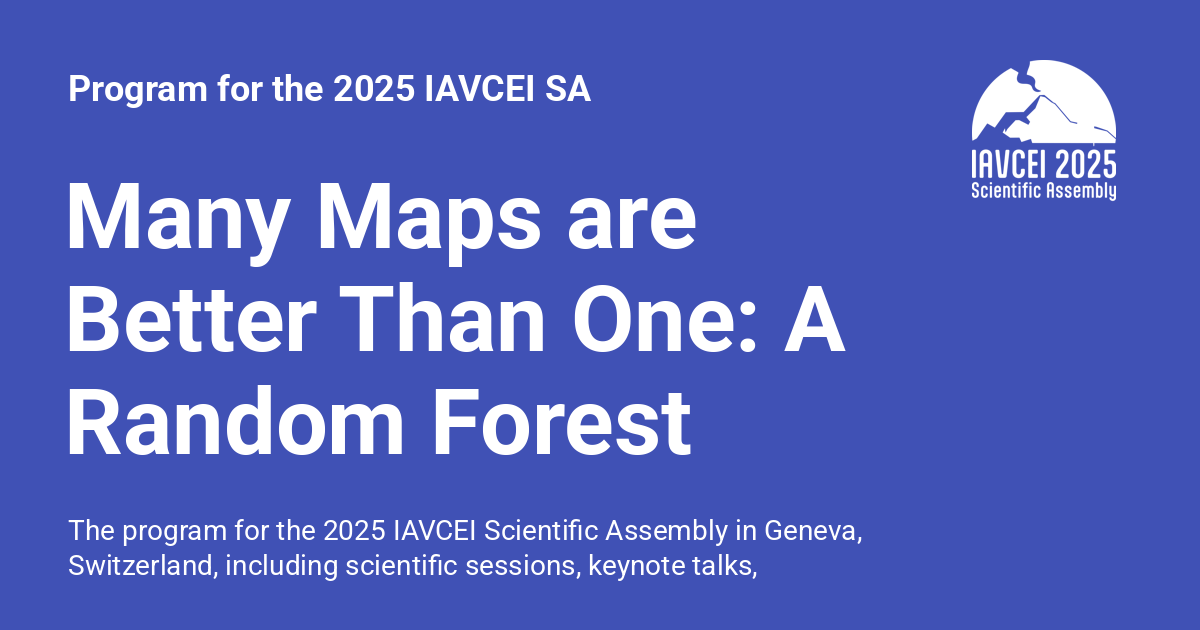 Program for the 2025 IAVCEI SA
IAVCEI 2025
Scientific Assembly
Many Maps are
Better Than One: A
Random Forest
The program for the 2025 IAVCEI Scientific Assembly in Geneva,
Switzerland, including scientific sessions, keynote talks,